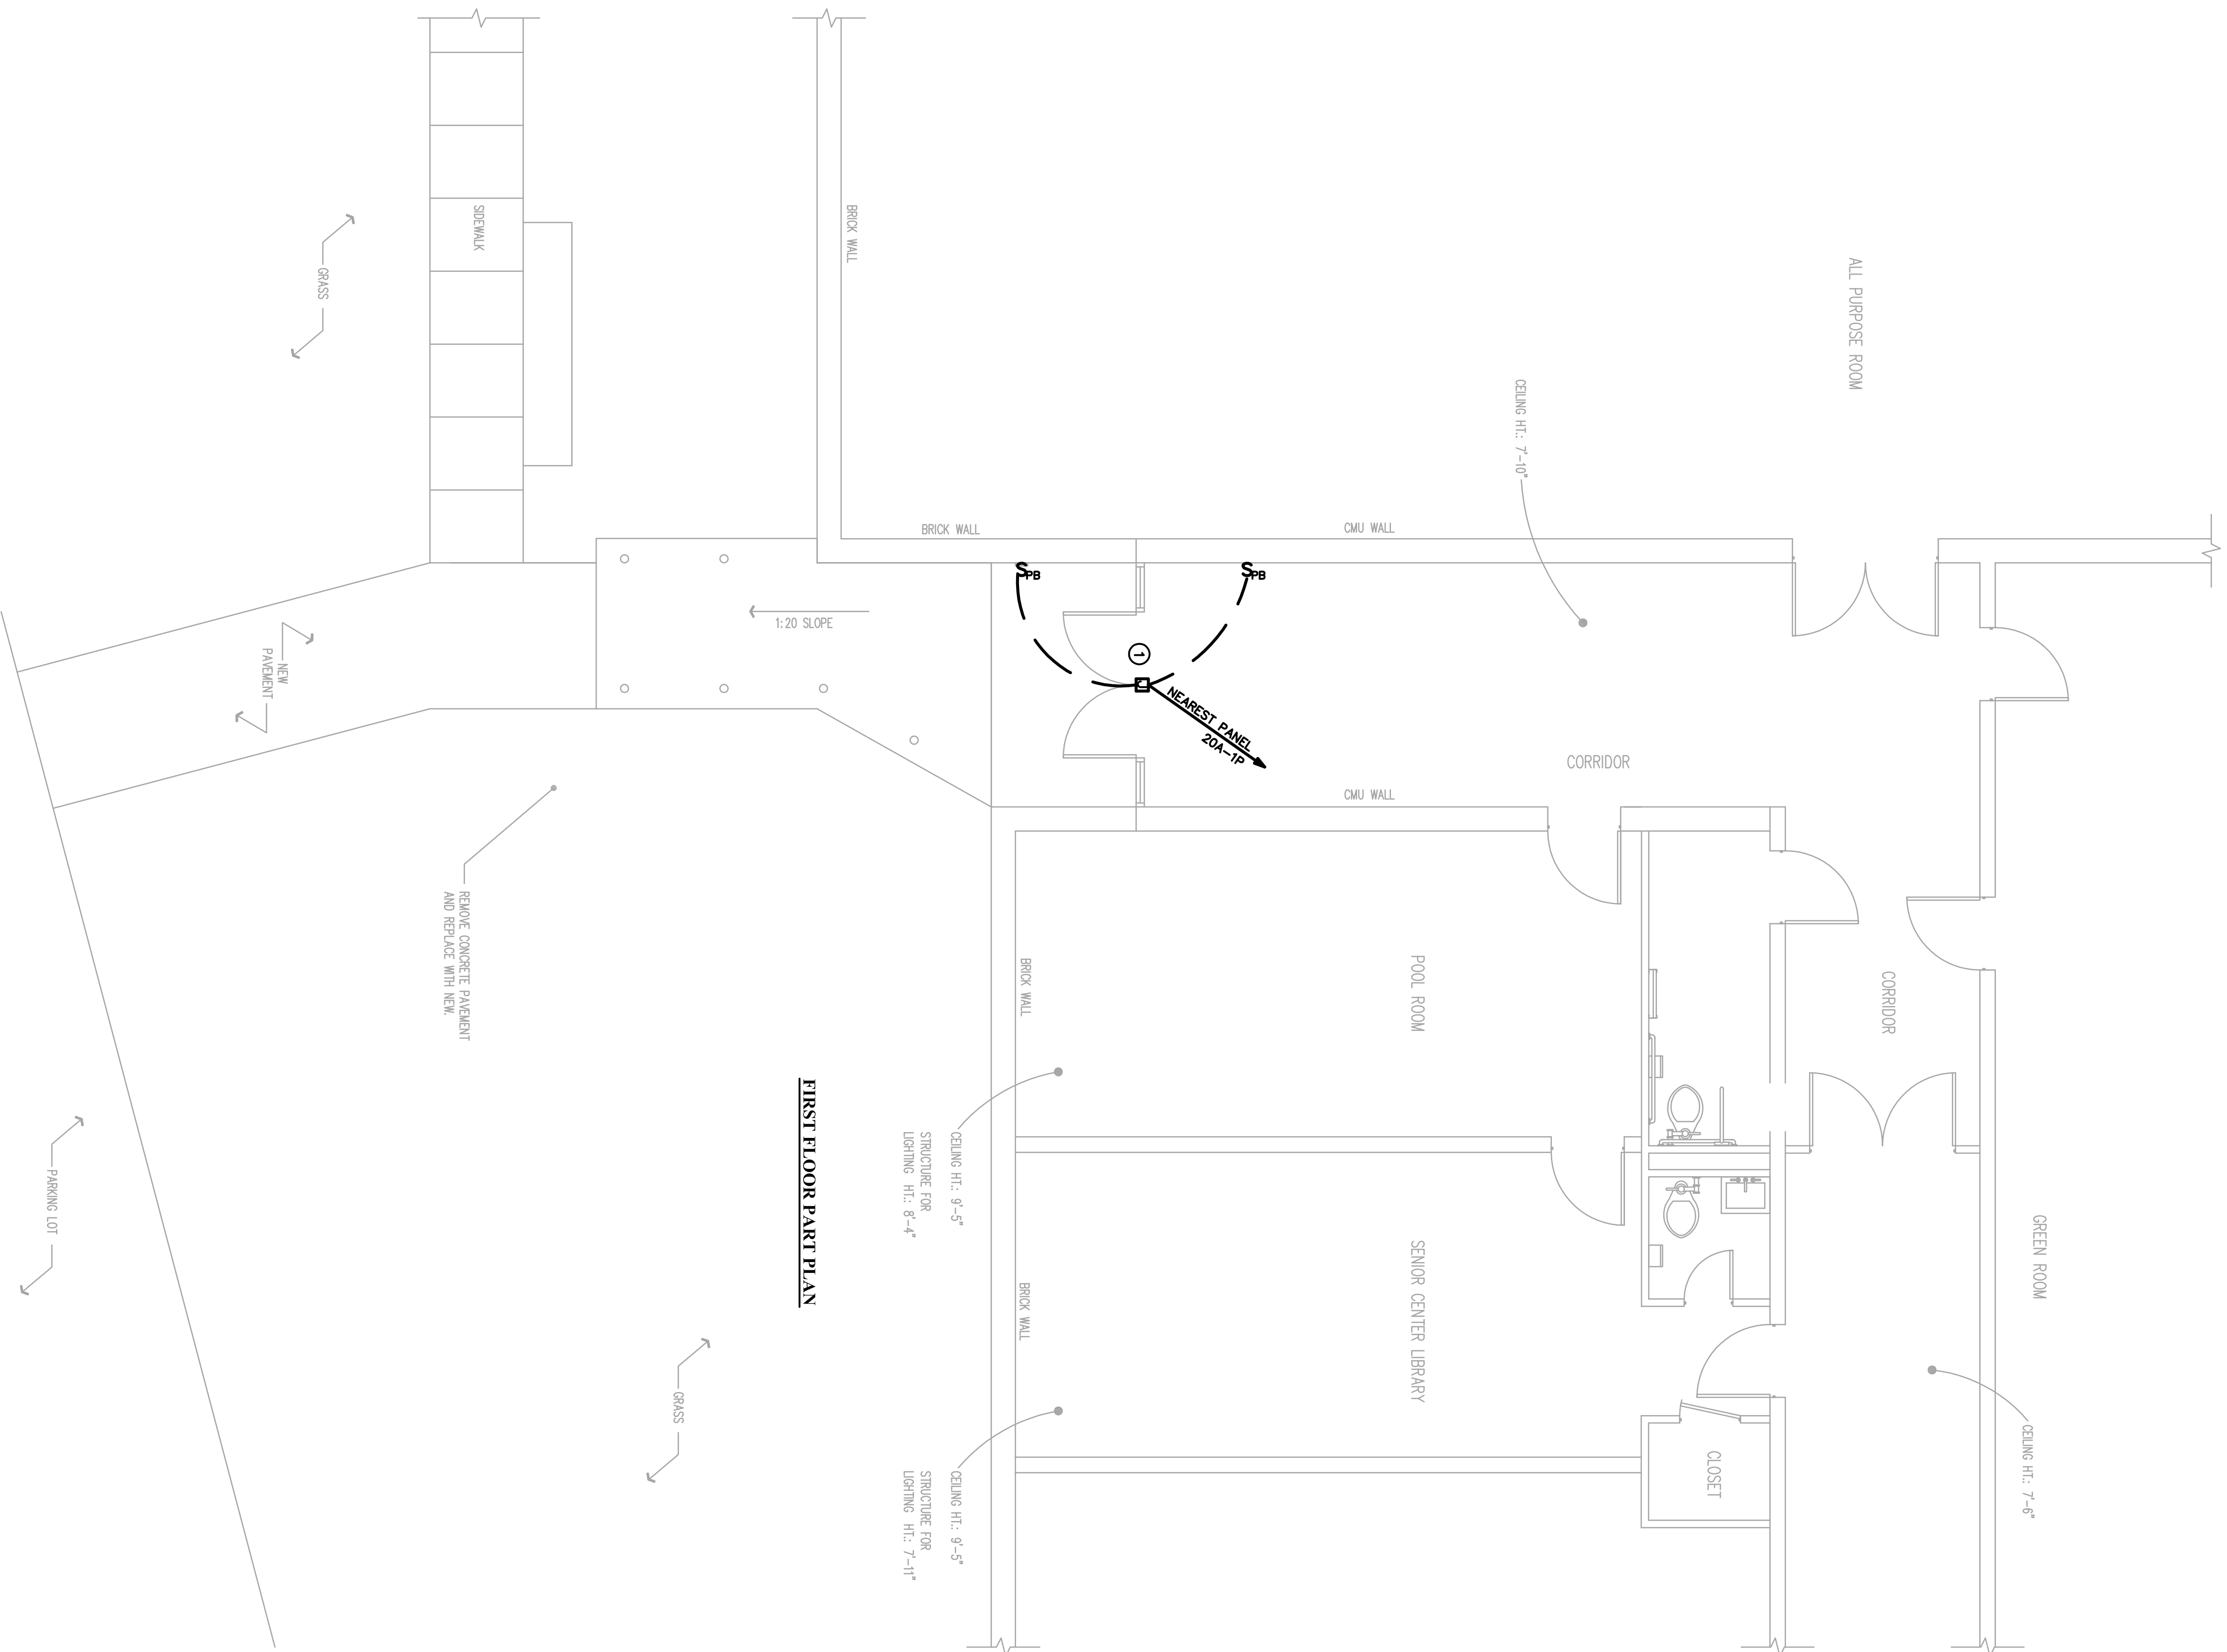 ALL PURPOSE ROOM
BRICK WALL
SIDEWALK
GRASS
CEILING HT.: 7'-10"
CMU WALL
BRICK WALL
S
PB
S
PB
1:20 SLOPE
NEW
PAVEMENT
1
NEAREST PANEL
20A-1P
CORRIDOR
CMU WALL
REMOVE CONCRETE PAVEMENT
AND REPLACE WITH NEW.
POOL ROOM
BRICK WALL
CORRIDOR
FIRST FLOOR PART PLAN
CEILING HT.: 9'-5"
STRUCTURE FOR
LIGHTING HT.: 8'-4"
PARKING LOT
GREEN ROOM
SENIOR CENTER LIBRARY
BRICK WALL
GRASS
CEILING HT.: 7'-6"
CLOSET
CEILING HT.: 9'-5"
STRUCTURE FOR
LIGHTING HT.: 7'-11"